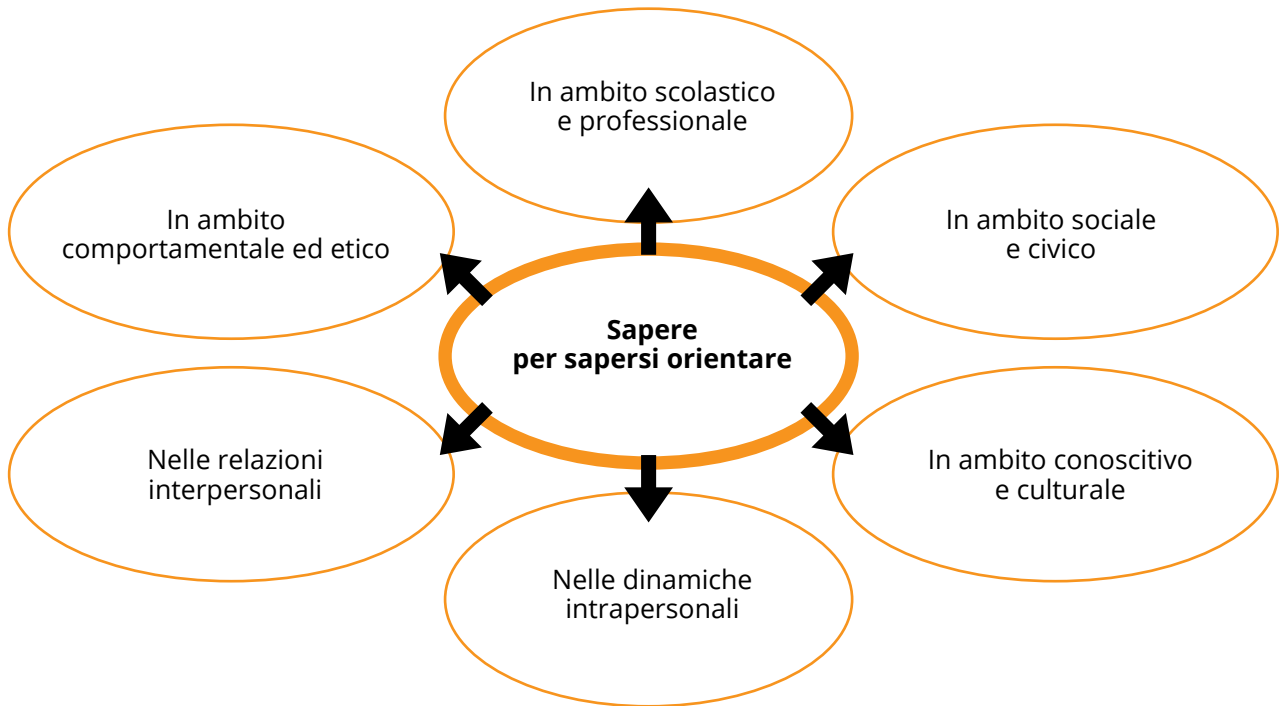 In ambito scolastico
e professionale
In ambito
comportamentale ed etico
In ambito sociale
e civico
Sapere
per sapersi orientare
Nelle relazioni
interpersonali
In ambito conoscitivo
e culturale
Nelle dinamiche
intrapersonali